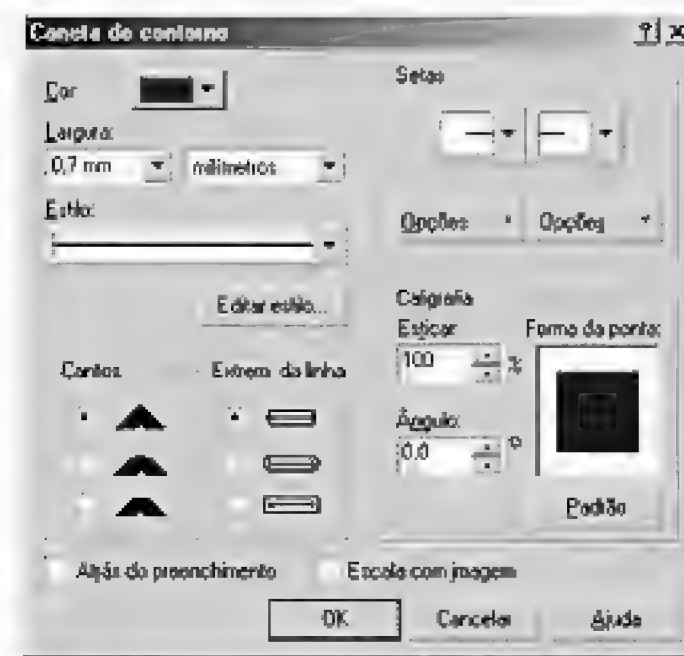 Caneta de contorno
Cor
Largura:
,0,7 mm
milímetros
Estilo:
Editar estilo...
Cantos
Extrem. da linha
Setas
Opções
Opções
Caligrafia
Esticar
Forma da ponta:
100
%
Ângulo:
0.0
º
Padrão
Atrás do preenchimento
Escala com imagem
OK
Cancelar
Ajuda